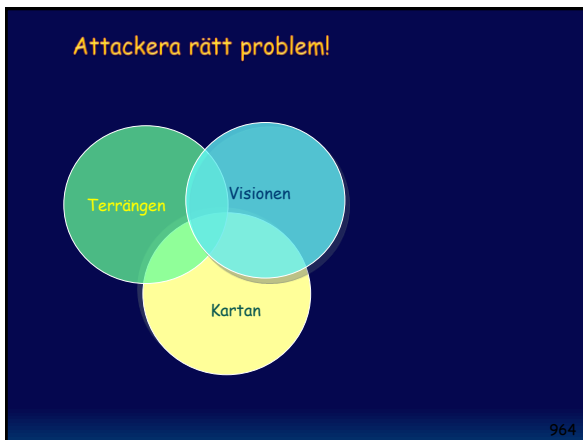 Attackera rätt problem!
Terrängen
Visionen
Kartan
964